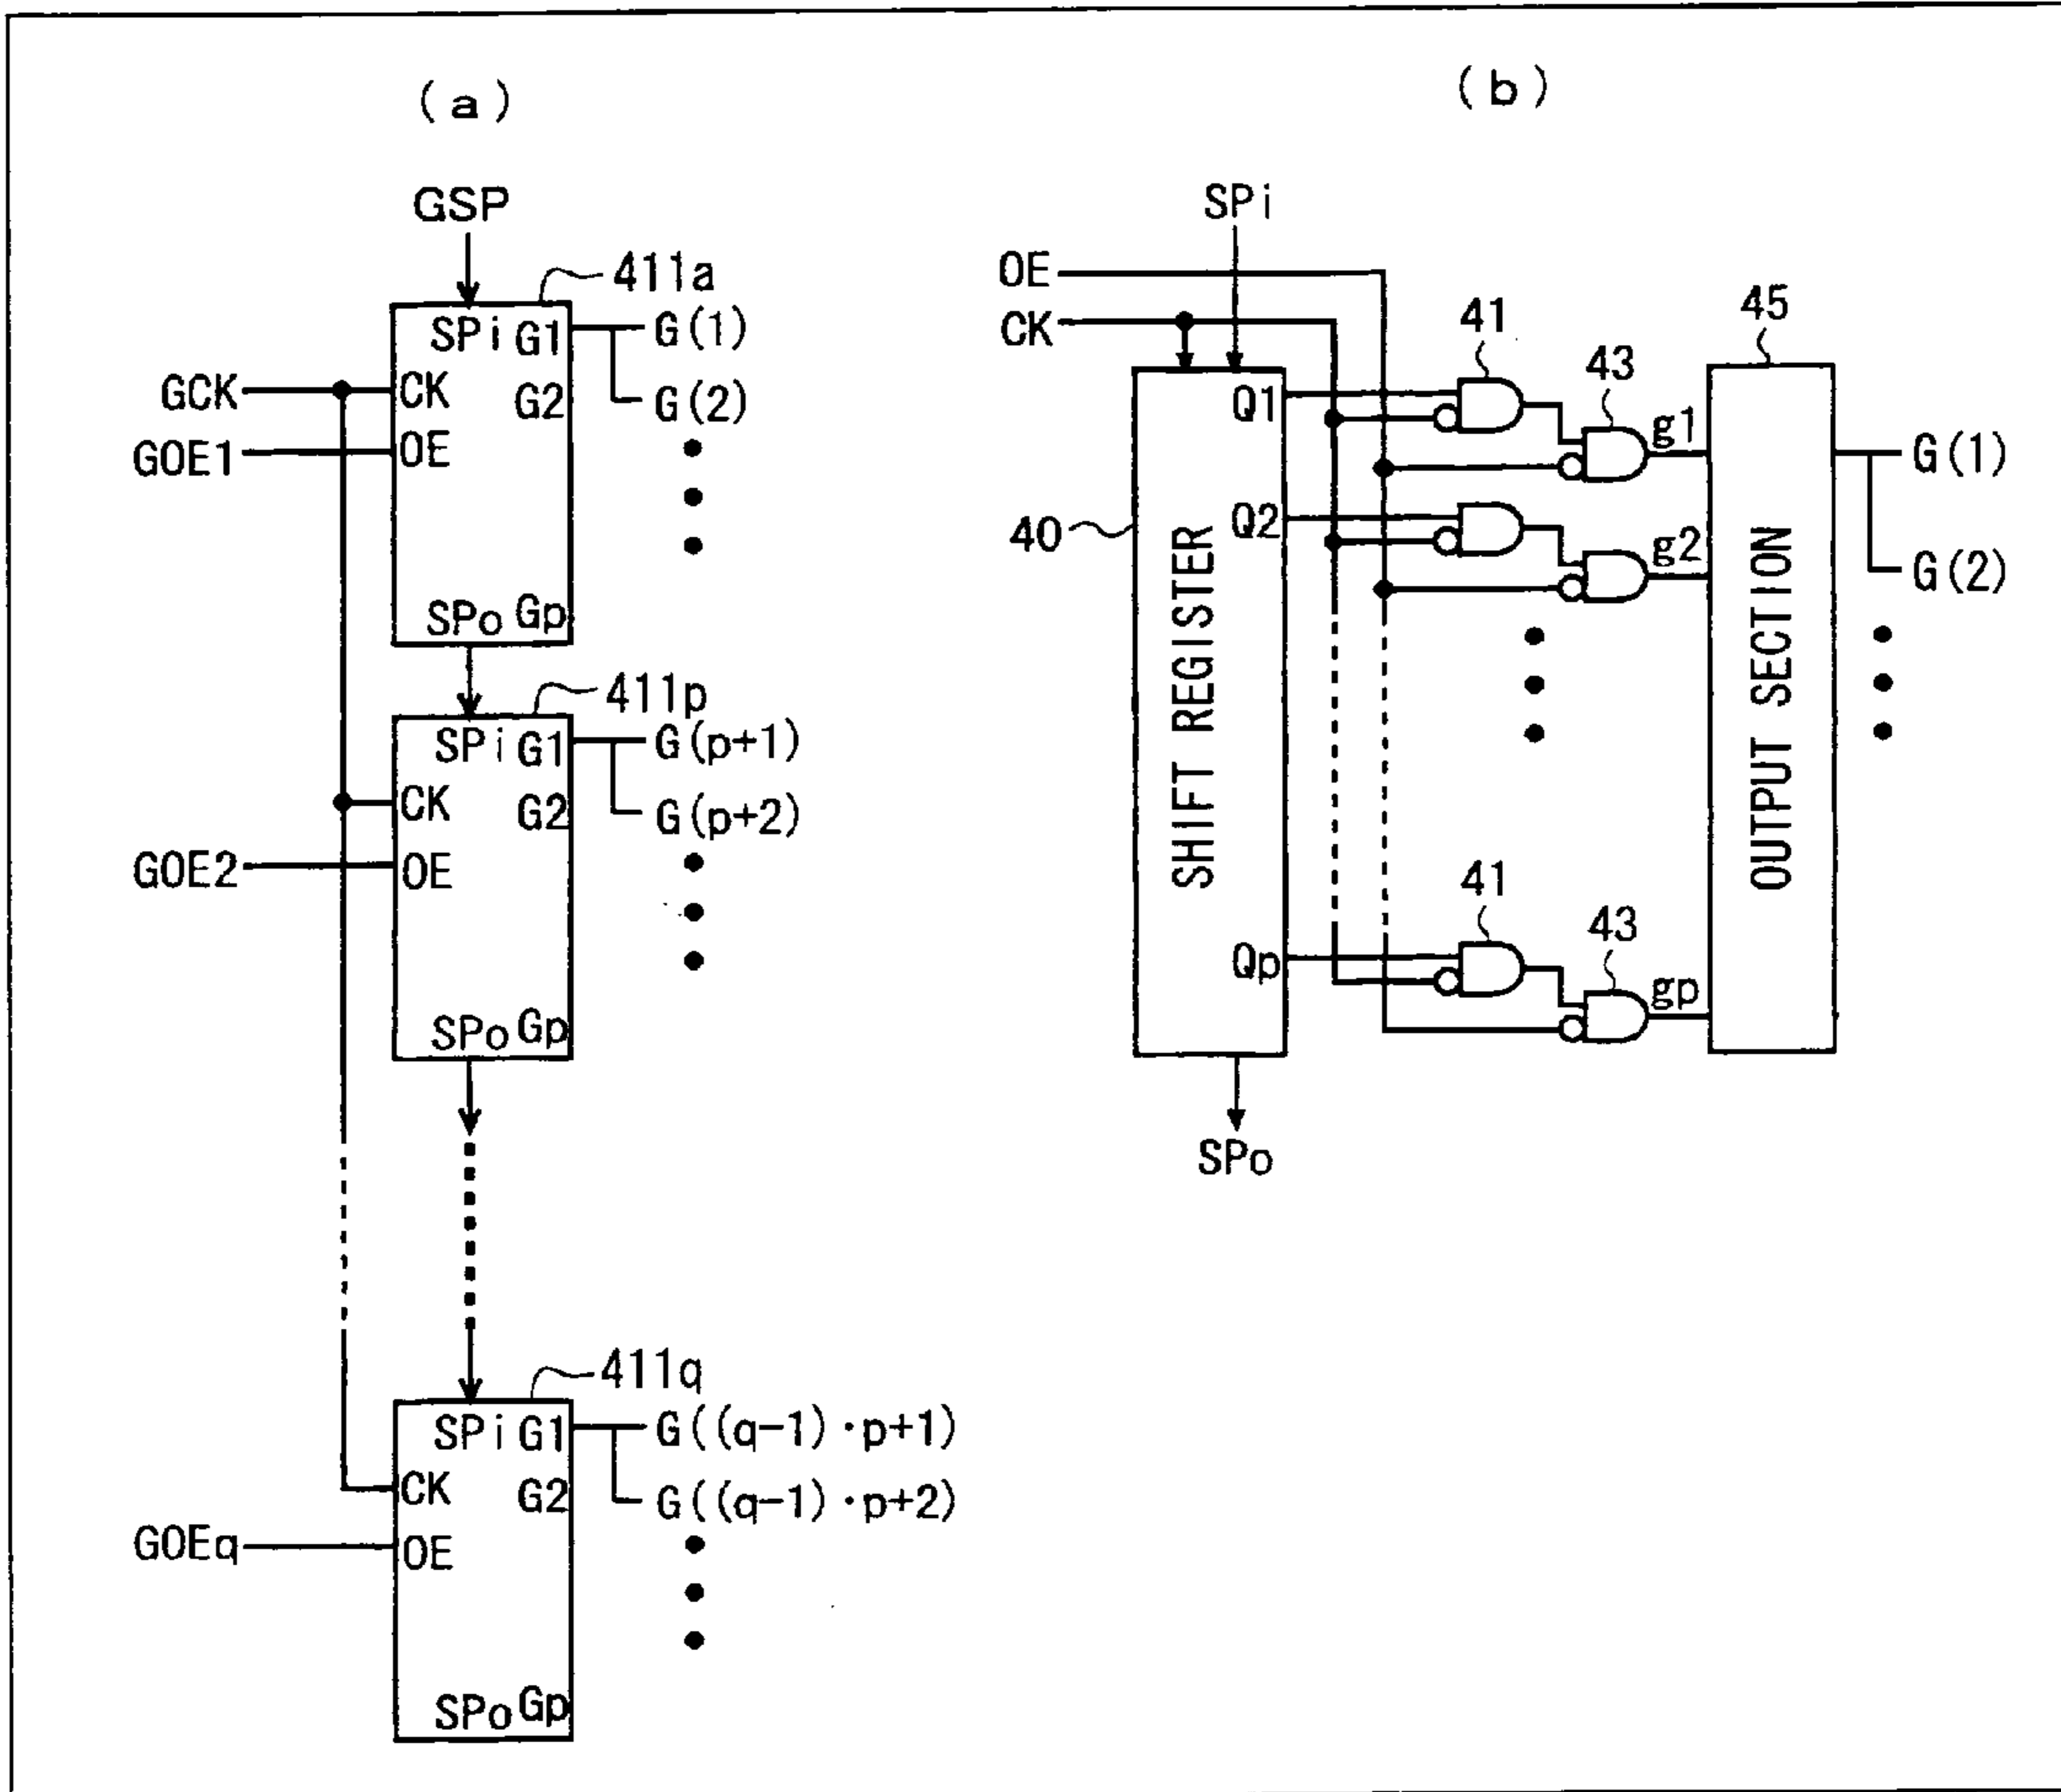 (a)
GSP
411a
SPi G1 G(1)
GCK CK G2 G(2)
GOE1 OE
SPo Gp
411p
SPi G1 G(p+1)
CK G2 G(p+2)
GOE2 OE
SPo Gp
411q
SPi G1 G((q-1)·p+1)
CK G2 G((q-1)·p+2)
GOEq OE
SPo Gp
(b)
SPi
OE
CK
41
43
45
Q1
g1
G(1)
40
Q2
g2
G(2)
SHIFT REGISTER
OUTPUT SECTION
41
43
Qp
gp
SPo